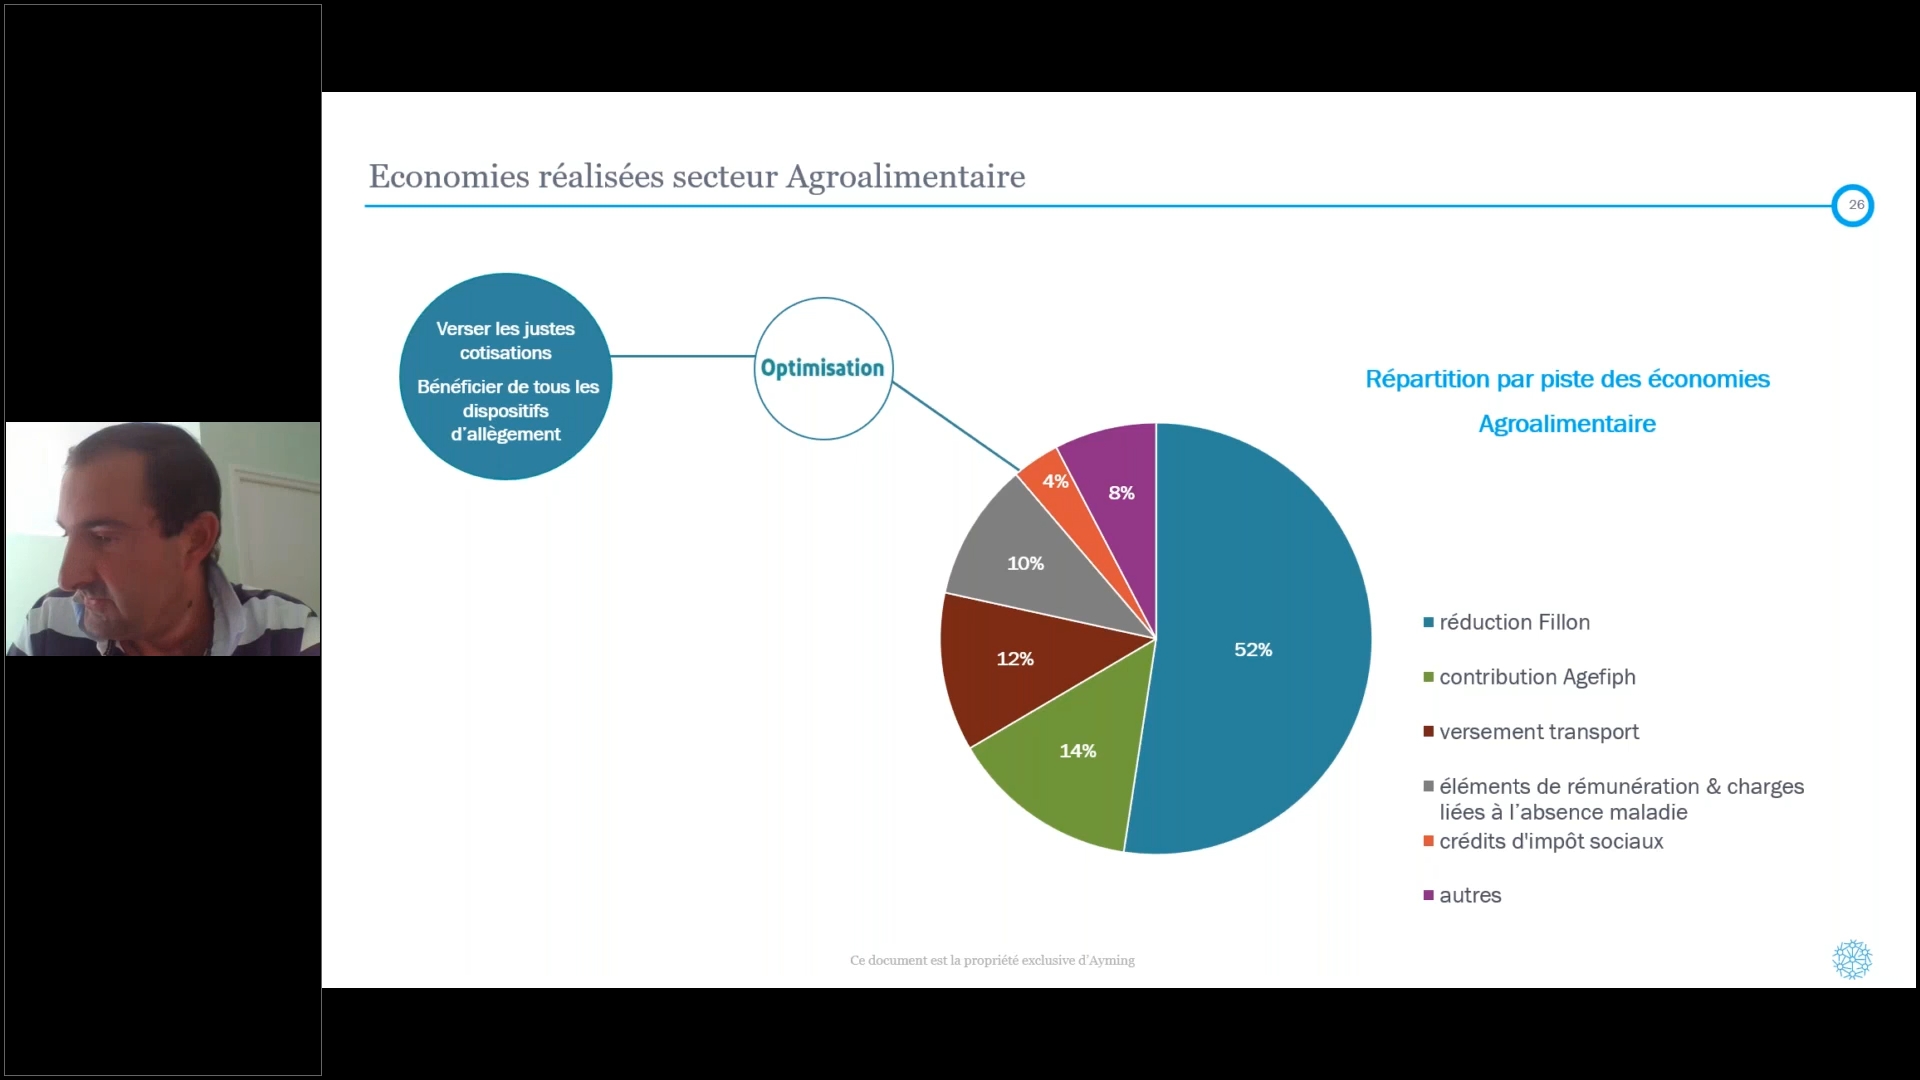 Economies réalisées secteur Agroalimentaire
26
Verser les justes
cotisations
Bénéficier de tous les
dispositifs
d’allègement
Optimisation
Répartition par piste des économies
Agroalimentaire
4%
8%
10%
12%
14%
52%
réduction Fillon
contribution Agefiph
versement transport
éléments de rémunération & charges
liées à l’absence maladie
crédits d'impôt sociaux
autres
Ce document est la propriété exclusive d’Ayming